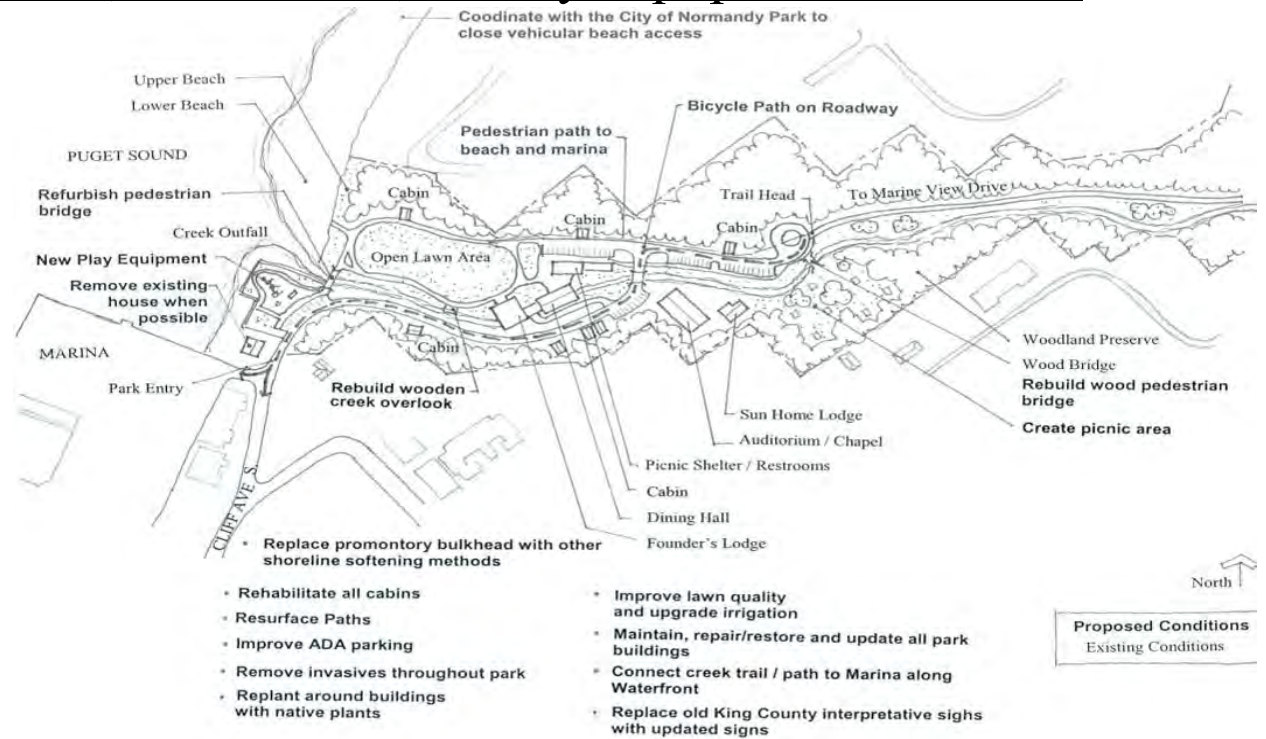 Coodinate with the City of Normandy Park to
close vehicular beach access
Upper Beach
Lower Beach
Bicycle Path on Roadway
Pedestrian path to
beach and marina
PUGET SOUND
Refurbish pedestrian
bridge
Cabin
Trail Head
To Marine View Drive
Cabin
Cabin
Creek Outfall
New Play Equipment
Open Lawn Area
Remove existing
house when
possible
MARINA
Cabin
Park Entry
Rebuild wooden
creek overlook
Woodland Preserve
Wood Bridge
Rebuild wood pedestrian
bridge
Create picnic area
Sun Home Lodge
Auditorium / Chapel
Picnic Shelter / Restrooms
Cabin
Dining Hall
Founder's Lodge
CLIFF AVE S.
• Replace promontory bulkhead with other
shoreline softening methods
• Rehabilitate all cabins
• Resurface Paths
• Improve ADA parking
• Remove invasives throughout park
• Replant around buildings
with native plants
• Improve lawn quality
and upgrade irrigation
• Maintain, repair/restore and update all park
buildings
• Connect creek trail / path to Marina along
Waterfront
• Replace old King County interpretative sighs
with updated signs
North
Proposed Conditions
Existing Conditions